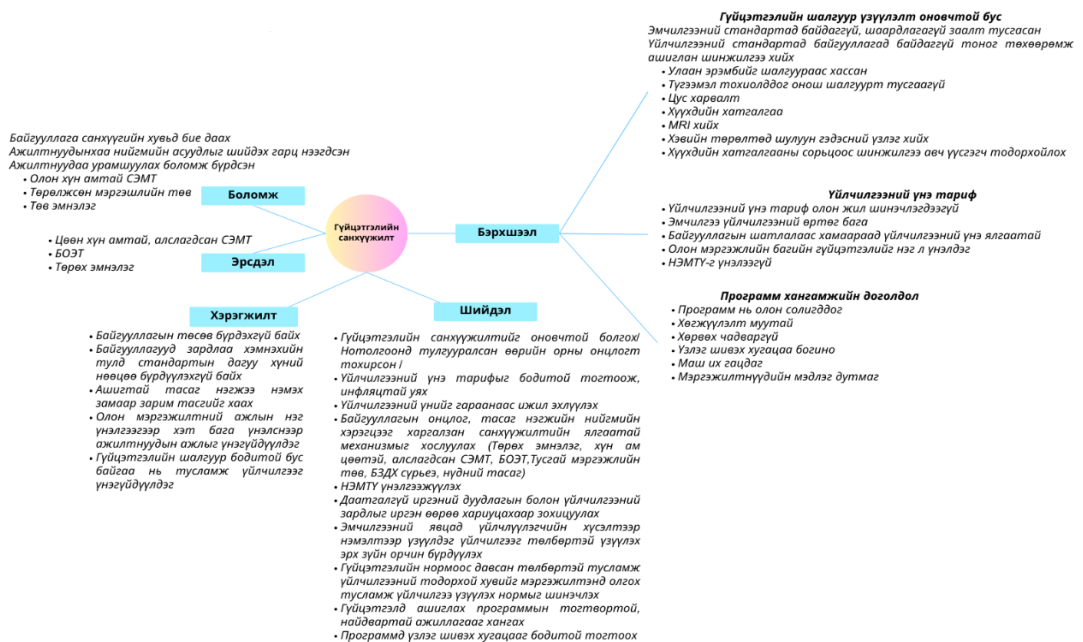 Гүйцэтгэлийн санхүүжилт
Боломж
Байгууллага санхүүгийн хувьд бие даах
Ажилтнуудынхаа нийгмийн асуудлыг шийдэх гарц нээгдсэн
Ажилтнуудаа урамшуулах боломж бүрдсэн
• Олон хүн амтай СЭМТ
• Төрөлжсөн мэргэшлийн төв
• Төв эмнэлэг
Эрсдэл
• Цөөн хүн амтай, алслагдсан СЭМТ
• БОЭТ
• Төрөх эмнэлэг
Хэрэгжилт
• Байгууллагын төсөв бүрдэхгүй байх
• Байгууллагууд зардлаа хэмнэхийн
тулд стандартын дагуу хүний
нөөцөө бүрдүүлэхгүй байх
• Ашигтай тасаг нэгжээ нэмэх
замаар зарим тасгийг хаах
• Олон мэргэжилтний ажлын нэг
үнэлгээгээр хэт бага үнэлснээр
ажилтнуудын ажлыг үнэгүйдүүлдэг
• Гүйцэтгэлийн шалгуур бодитой бус
байгаа нь тусламж үйлчилгээг
үнэгүйдүүлдэг
Шийдэл
• Гүйцэтгэлийн санхүүжилтийг оновчтой болгох/
Нотолгоонд тулгууралсан өөрийн орны онцлогт
тохирсон /
• Үйлчилгээний үнэ тарифыг бодитой тогтоож,
инфляцтай уях
• Үйлчилгээний үнийг гараанаас ижил эхлүүлэх
• Байгууллагын онцлог, тасаг нэгжийн нийгмийн
хэрэгцээг харгалзан санхүүжилтийн ялгаатай
механизмыг хослуулах (Төрөх эмнэлэг, хүн ам
цөөтэй, алслагдсан СЭМТ, БОЭТ,Тусгай мэргэжлийн
төв, БЗДХ сүрьеэ, нүдний тасаг)
• НЭМТҮ үнэлгээжүүлэх
• Даатгалгүй иргэний дуудлагын болон үйлчилгээний
зардлыг иргэн өөрөө хариуцахаар зохицуулах
• Эмчилгээний явцад үйлчлүүлэгчийн хүсэлтээр
нэмэлтээр үзүүлдэг үйлчилгээг төлбөртэй үзүүлэх
эрх зүйн орчин бүрдүүлэх
• Гүйцэтгэлийн нормоос давсан төлбөртэй тусламж
үйлчилгээний тодорхой хувийг мэргэжилтэнд олгох
тусламж үйлчилгээ үзүүлэх нормыг шинэчлэх
• Гүйцэтгэлд ашиглах программын тогтвортой,
найдвартай ажиллагааг хангах
• Программд үзлэг шивэх хугацааг бодитой тогтоох
Бэрхшээл
Гүйцэтгэлийн шалгуур үзүүлэлт оновчтой бус
Эмчилгээний стандартад байдаггүй, шаардлагагүй заалт тусгасан
Үйлчилгээний стандартад байгууллагад байдаггүй тоног төхөөрөмж
ашиглан шинжилгээ хийх
• Улаан эрэмбийг шалгуураас хассан
• Түгээмэл тохиолддог онош шалгуурт тусгаагүй
• Цус харвалт
• Хүүхдийн хатгалгаа
• MRI хийх
• Хэвийн төрөлтөд шулуун гэдэсний үзлэг хийх
• Хүүхдийн хатгалгааны сорьцоос шинжилгээ авч үүсгэгч тодорхойлох
Үйлчилгээний үнэ тариф
• Үйлчилгээний үнэ тариф олон жил шинэчлэгдээгүй
• Эмчилгээ үйлчилгээний өртөг бага
• Байгууллагын шатлалаас хамаараад үйлчилгээний үнэ ялгаатай
• Олон мэргэжлийн багийн гүйцэтгэлийг нэг л үнэлдэг
• НЭМТҮ-г үнэлээгүй
Программ хангамжийн доголдол
• Программ нь олон солигддог
• Хөгжүүлэлт муутай
• Хөрвөх чадваргүй
• Үзлэг шивэх хугацаа богино
• Маш их гацдаг
• Мэргэжилтнүүдийн мэдлэг дутмаг